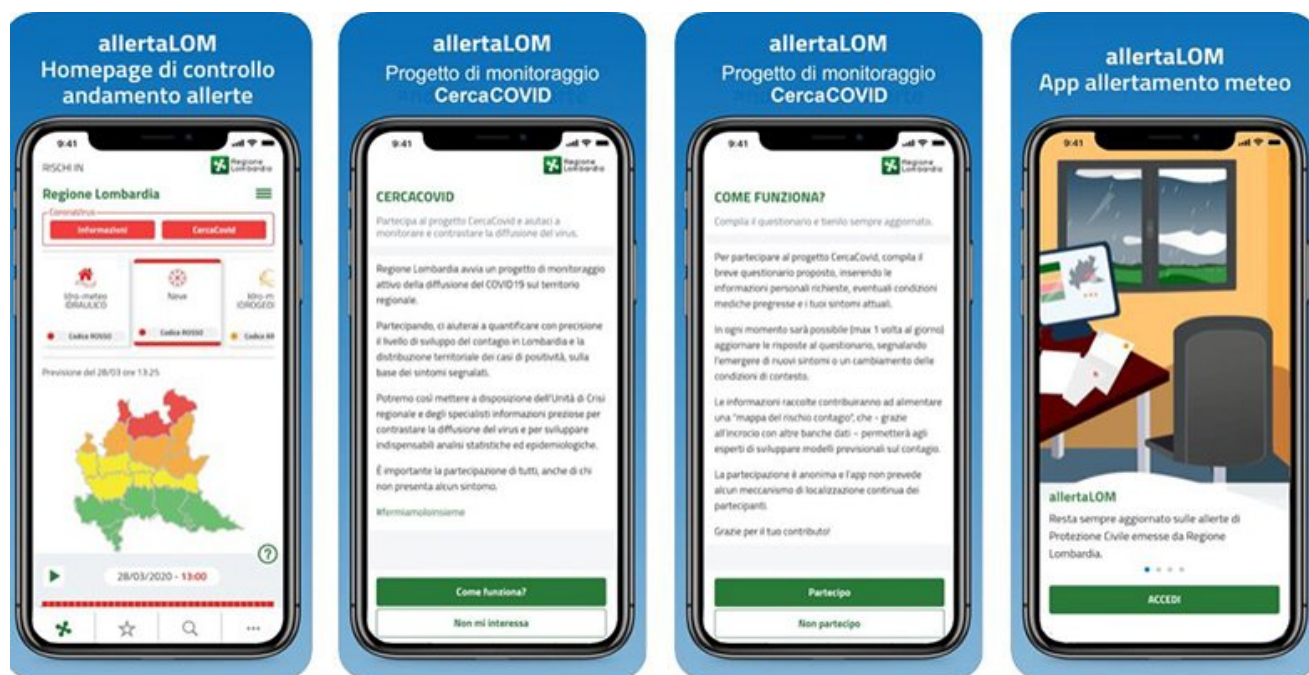 allertaLOM
Homepage di controllo
andamento allerte
9:41
RISCHI IN
Regione
Lombardia
Regione Lombardia
Coronavirus
Informazioni
CercaCovid
Idro-meteo
IDRAULICO
Codice ROSSO
Neve
Codice ROSSO
Idro-m
IDROGEO
Codice AR
Previsione del 28/03 ore 13:25
28/03/2020 - 13:00
allertaLOM
Progetto di monitoraggio
CercaCOVID
9:41
Regione
Lombardia
CERCACOVID
Partecipa al progetto CercaCovid e aiutaci a
monitorare e contrastare la diffusione del virus.
Regione Lombardia avvia un progetto di monitoraggio
attivo della diffusione del COVID19 sul territorio
regionale.
Partecipando, ci aiuterai a quantificare con precisione
il livello di sviluppo del contagio in Lombardia e la
distribuzione territoriale dei casi di positività, sulla
base dei sintomi segnalati.
Potremo così mettere a disposizione dell'Unità di Crisi
regionale e degli specialisti informazioni preziose per
contrastare la diffusione del virus e per sviluppare
indispensabili analisi statistiche ed epidemiologiche.
È importante la partecipazione di tutti, anche di chi
non presenta alcun sintomo.
#fermiamoloinsieme
Come funziona?
Non mi interessa
allertaLOM
Progetto di monitoraggio
CercaCOVID
9:41
Regione
Lombardia
COME FUNZIONA?
Compila il questionario e tienilo sempre aggiornato.
Per partecipare al progetto CercaCovid, compila il
breve questionario proposto, inserendo le
informazioni personali richieste, eventuali condizioni
mediche pregresse e i tuoi sintomi attuali.
In ogni momento sarà possibile (max 1 volta al giorno)
aggiornare le risposte al questionario, segnalando
l'emergere di nuovi sintomi o un cambiamento delle
condizioni di contesto.
Le informazioni raccolte contribuiranno ad alimentare
una "mappa del rischio contagio", che - grazie
all'incrocio con altre banche dati – permetterà agli
esperti di sviluppare modelli previsionali sul contagio.
La partecipazione è anonima e l'app non prevede
alcun meccanismo di localizzazione continua dei
partecipanti.
Grazie per il tuo contributo!
Partecipo
Non partecipo
allertaLOM
App allertamento meteo
9:41
allertaLOM
Resta sempre aggiornato sulle allerte di
Protezione Civile emesse da Regione
Lombardia.
ACCEDI